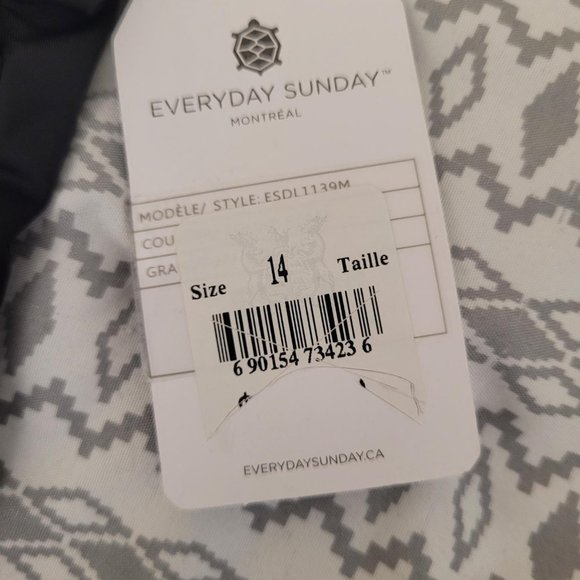 EVERYDAY SUNDAY™
MONTRÉAL
MODÈLE/ STYLE: ESDL1139M
COU
GRA
Size 14 Taille
6 90154 73423 6
EVERYDAYSUNDAY.CA